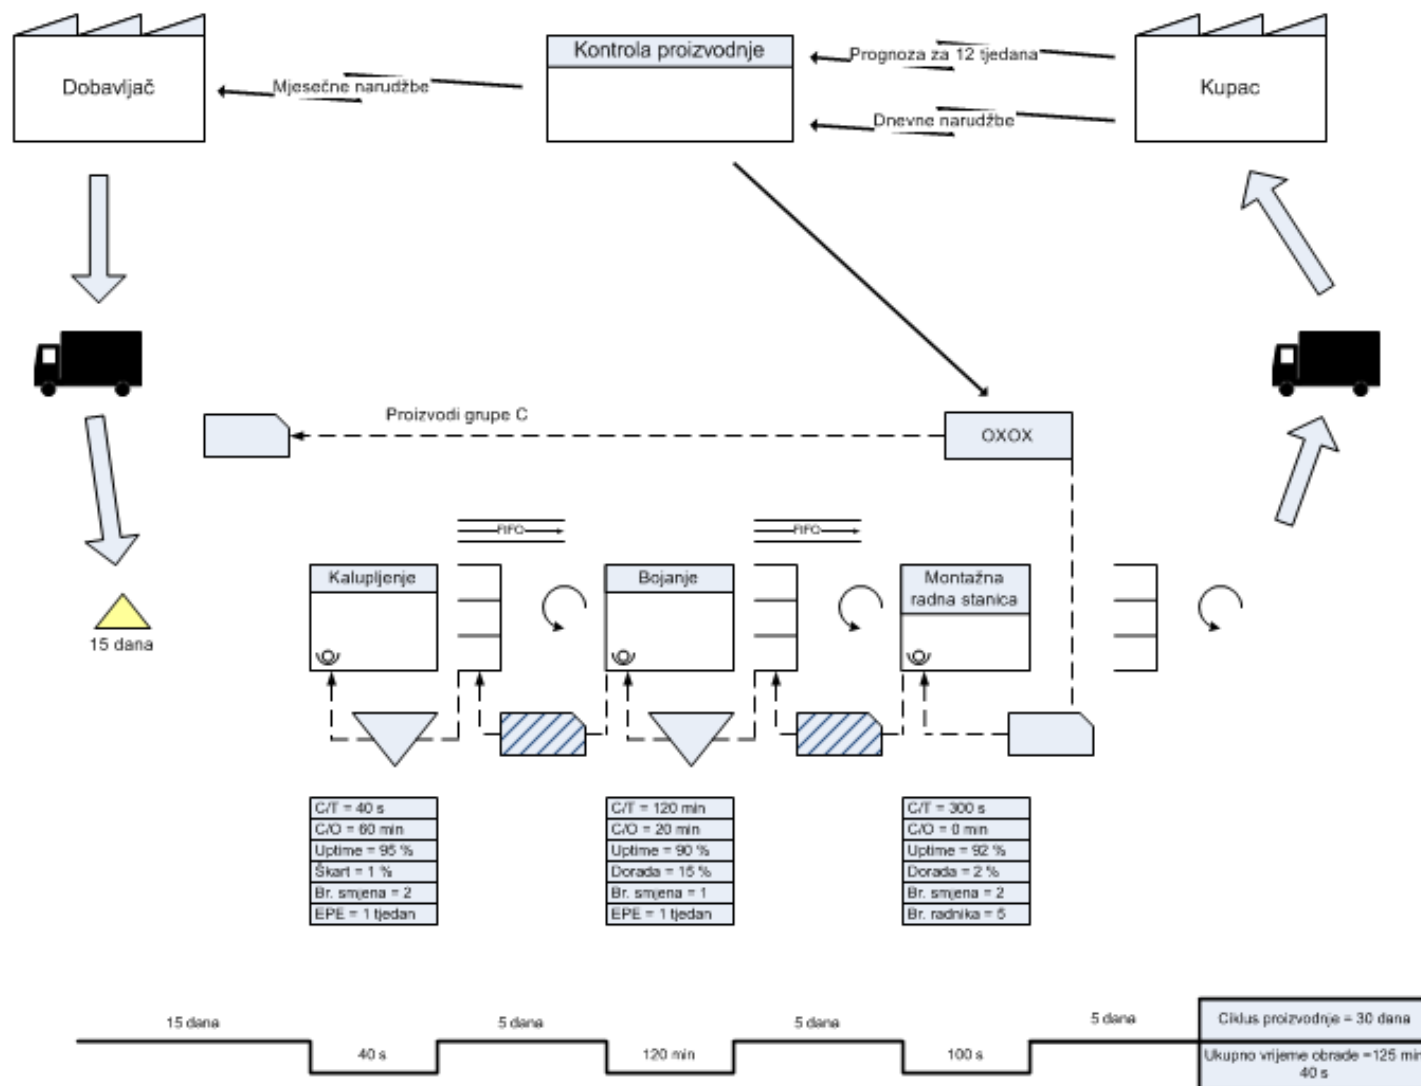 Dobavljač
Mjesečne narudžbe
Kontrola proizvodnje
Prognoza za 12 tjedana
Dnevne narudžbe
Kupac
Proizvodi grupe C
OXOX
15 dana
FIFO
FIFO
Kalupljenje
Bojanje
Montažna
radna stanica
C/T = 40 s
C/O = 60 min
Uptime = 95 %
Škart = 1 %
Br. smjena = 2
EPE = 1 tjedan
C/T = 120 min
C/O = 20 min
Uptime = 90 %
Dorada = 15 %
Br. smjena = 1
EPE = 1 tjedan
C/T = 300 s
C/O = 0 min
Uptime = 92 %
Dorada = 2 %
Br. smjena = 2
Br. radnika = 5
15 dana
40 s
5 dana
120 min
5 dana
100 s
5 dana
Ciklus proizvodnje = 30 dana
Ukupno vrijeme obrade =125 min
40 s